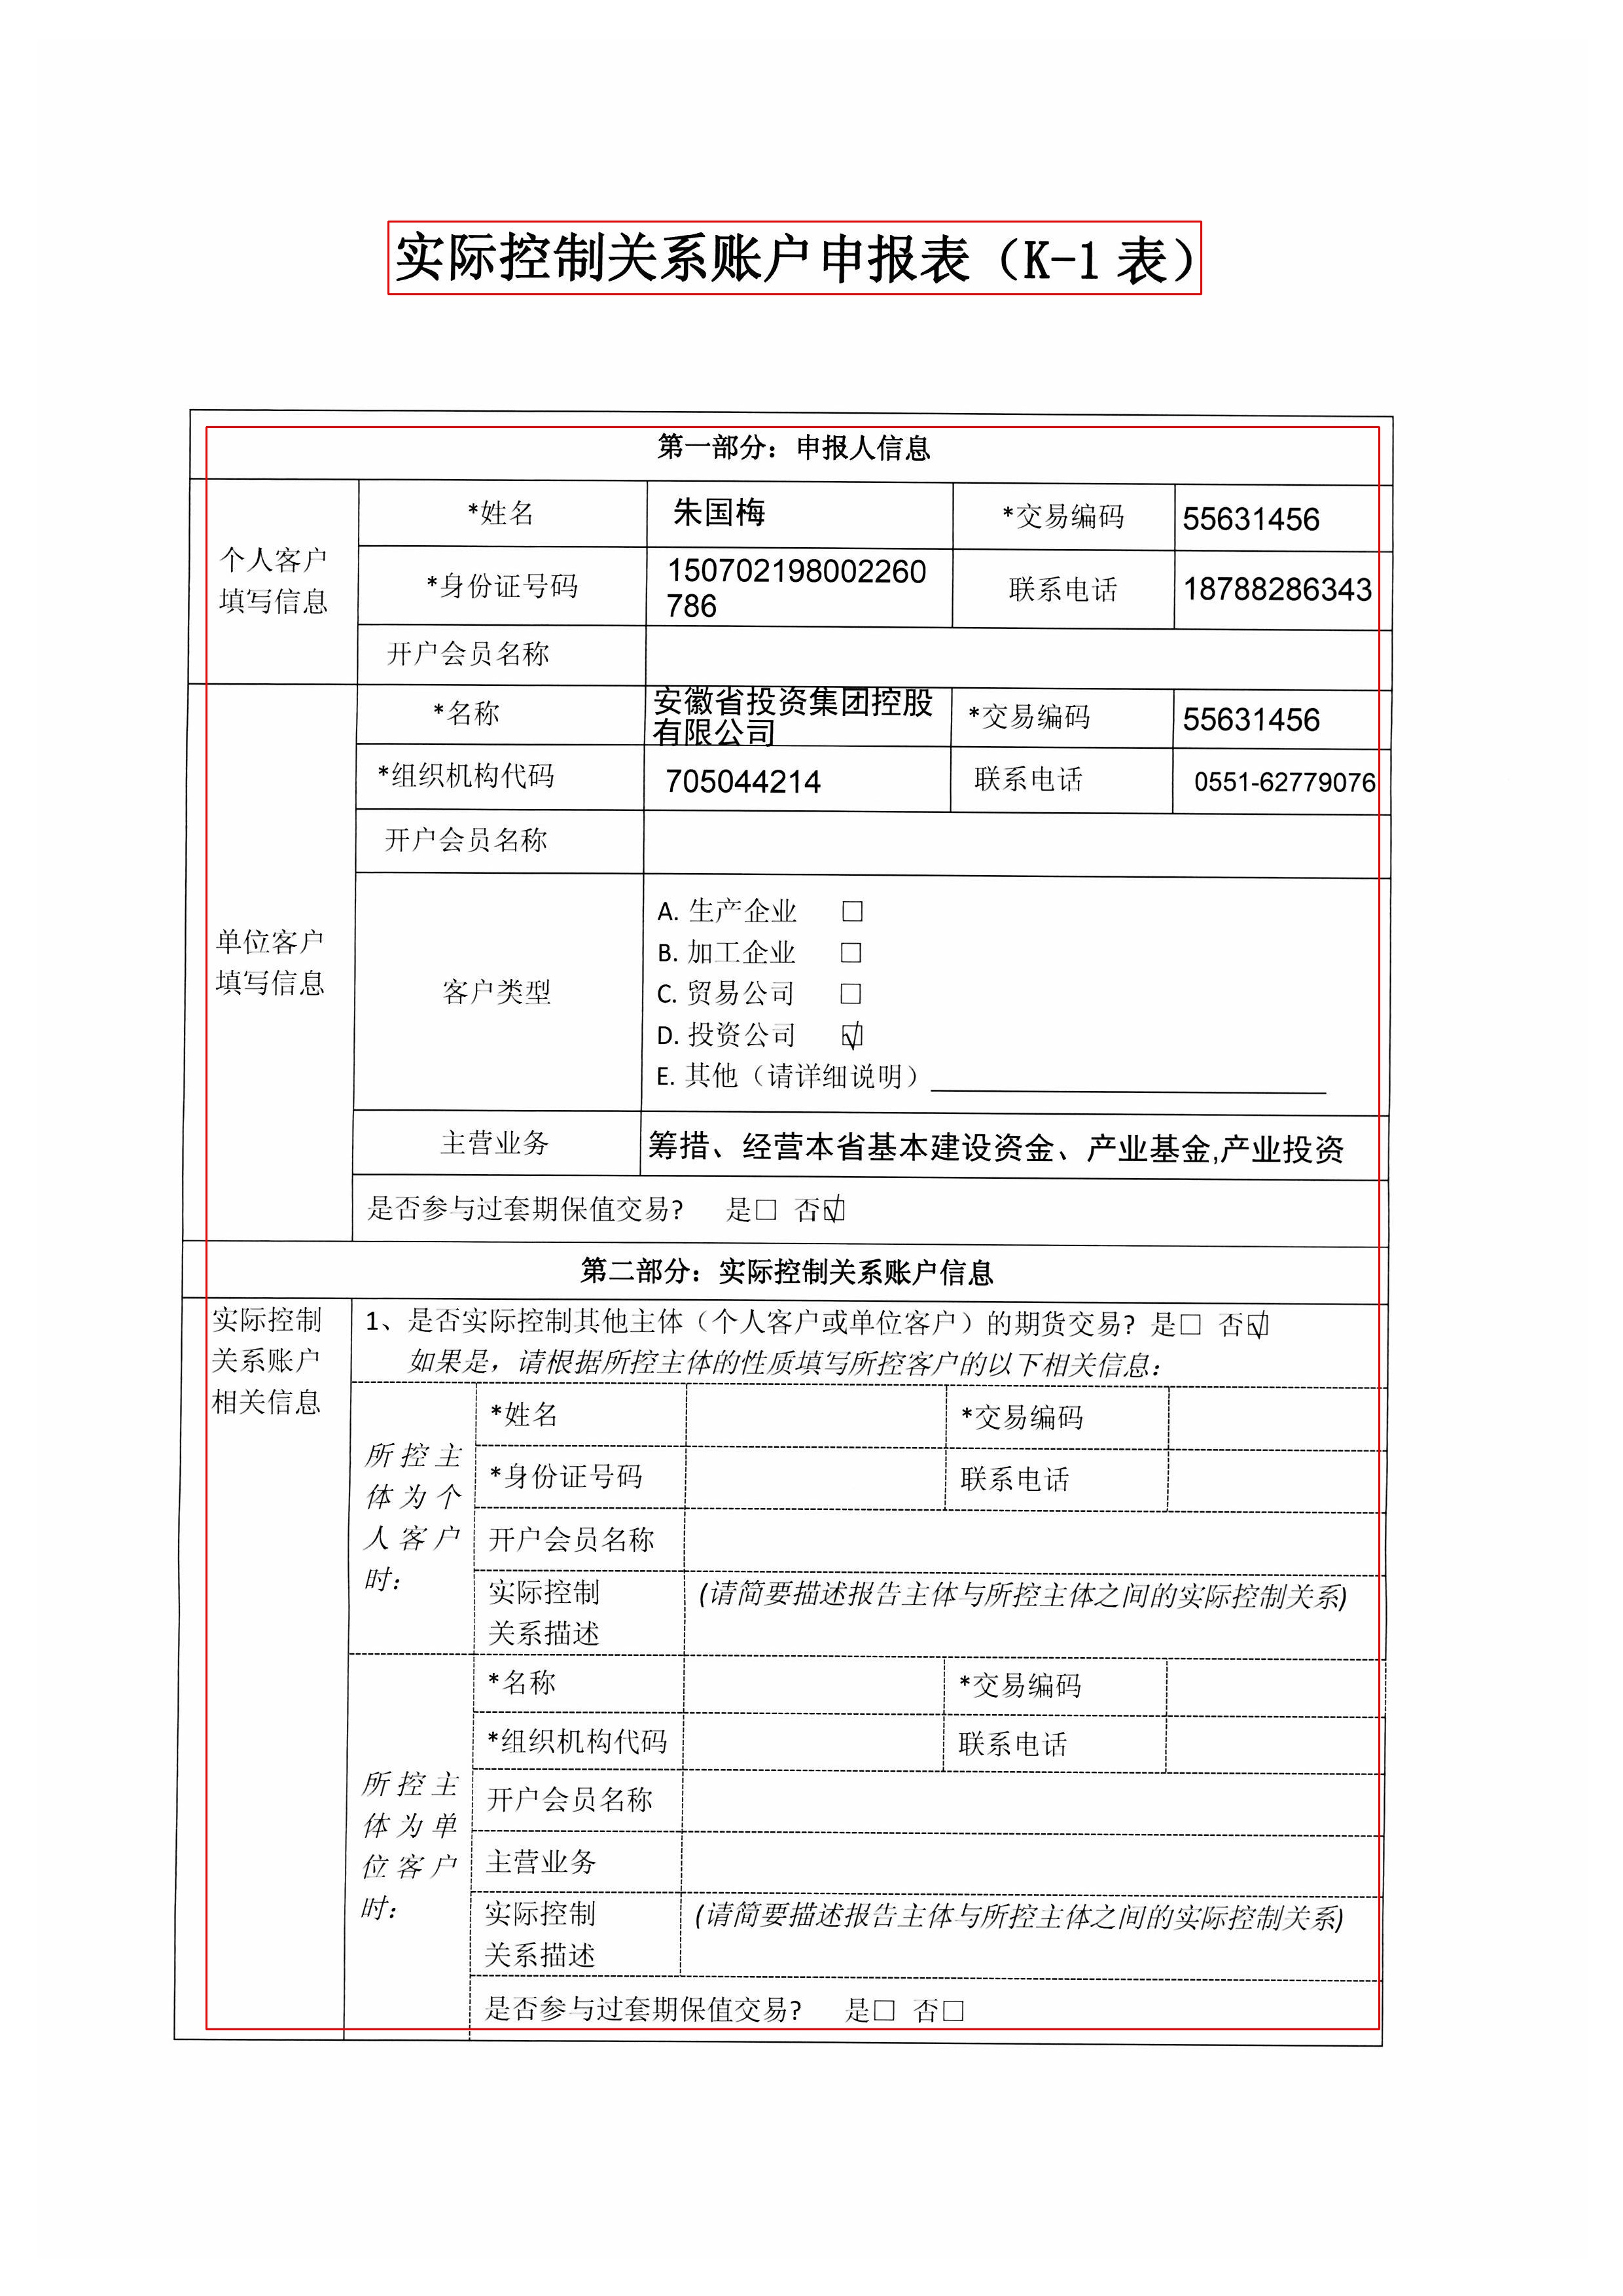 实际控制关系账户申报表（K-1 表）
第一部分：申报人信息
个人客户
填写信息
*姓名
朱国梅
*交易编码
55631456
*身份证号码
150702198002260
786
联系电话
18788286343
开户会员名称
单位客户
填写信息
*名称
安徽省投资集团控股
有限公司
*交易编码
55631456
*组织机构代码
705044214
联系电话
0551-62779076
开户会员名称
客户类型
A. 生产企业 □
B. 加工企业 □
C. 贸易公司 □
D. 投资公司 ☑
E. 其他（请详细说明）
主营业务
筹措、经营本省基本建设资金、产业基金,产业投资
是否参与过套期保值交易? 是□ 否☑
第二部分：实际控制关系账户信息
实际控制
关系账户
相关信息
1、是否实际控制其他主体（个人客户或单位客户）的期货交易? 是□ 否☑
如果是，请根据所控主体的性质填写所控客户的以下相关信息：
所控主
体为个
人客户
时：
*姓名
*交易编码
*身份证号码
联系电话
开户会员名称
实际控制
关系描述
(请简要描述报告主体与所控主体之间的实际控制关系)
所控主
体为单
位客户
时：
*名称
*交易编码
*组织机构代码
联系电话
开户会员名称
主营业务
实际控制
关系描述
(请简要描述报告主体与所控主体之间的实际控制关系)
是否参与过套期保值交易? 是□ 否□